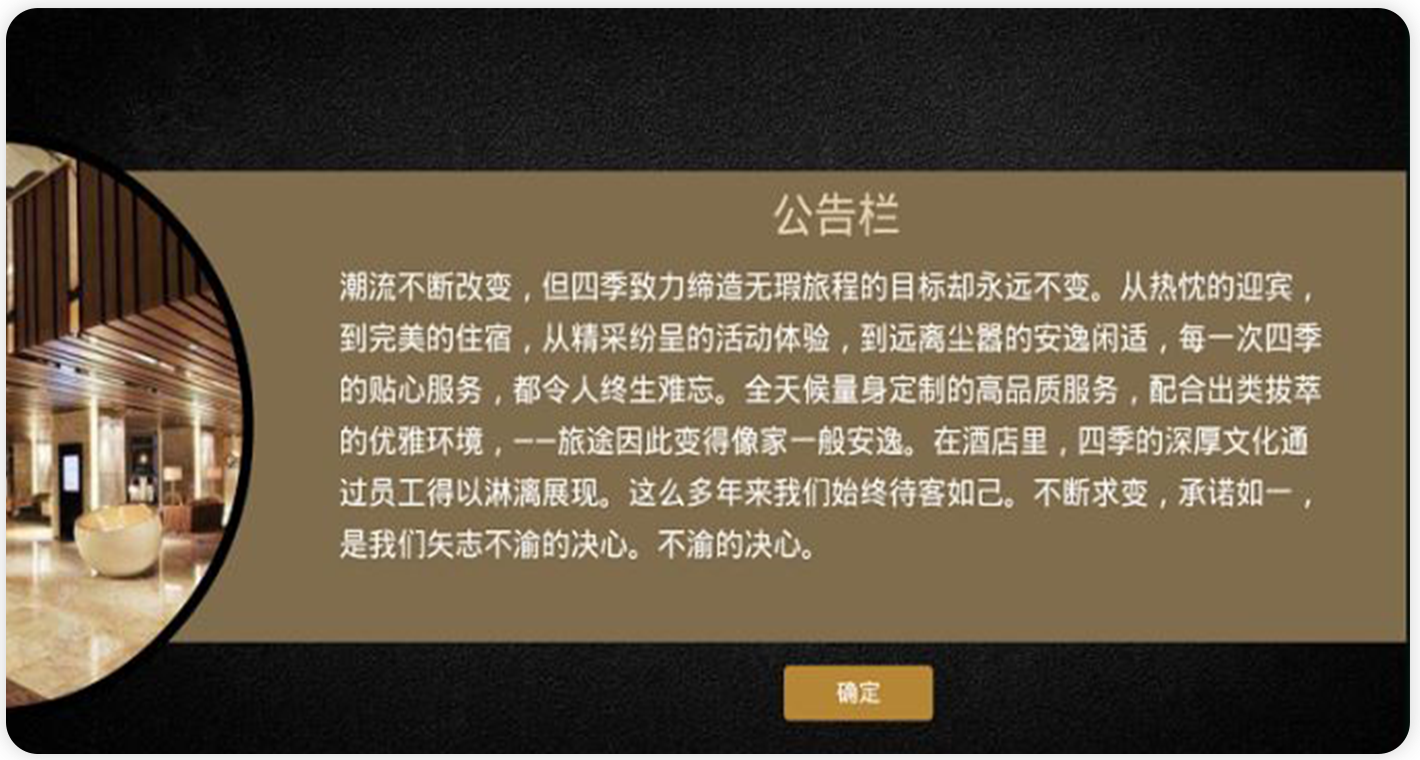 公告栏
潮流不断改变，但四季致力缔造无瑕旅程的目标却永远不变。从热忱的迎宾，
到完美的住宿，从精采纷呈的活动体验，到远离尘嚣的安逸闲适，每一次四季
的贴心服务，都令人终生难忘。全天候量身定制的高品质服务，配合出类拔萃
的优雅环境，——旅途因此变得像家一般安逸。在酒店里，四季的深厚文化通
过员工得以淋漓展现。这么多年来我们始终待客如己。不断求变，承诺如一，
是我们矢志不渝的决心。不渝的决心。
确定